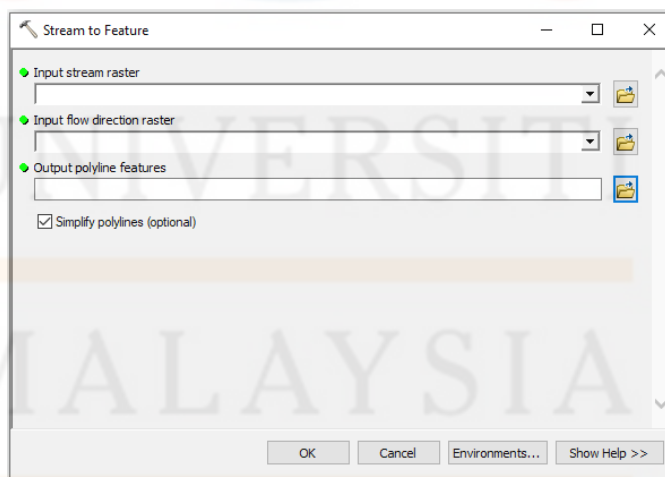 Stream to Feature
Input stream raster
Input flow direction raster
Output polyline features
Simplify polylines (optional)
UNIVERSITI
MALAYSIA
OK
Cancel
Environments...
Show Help >>